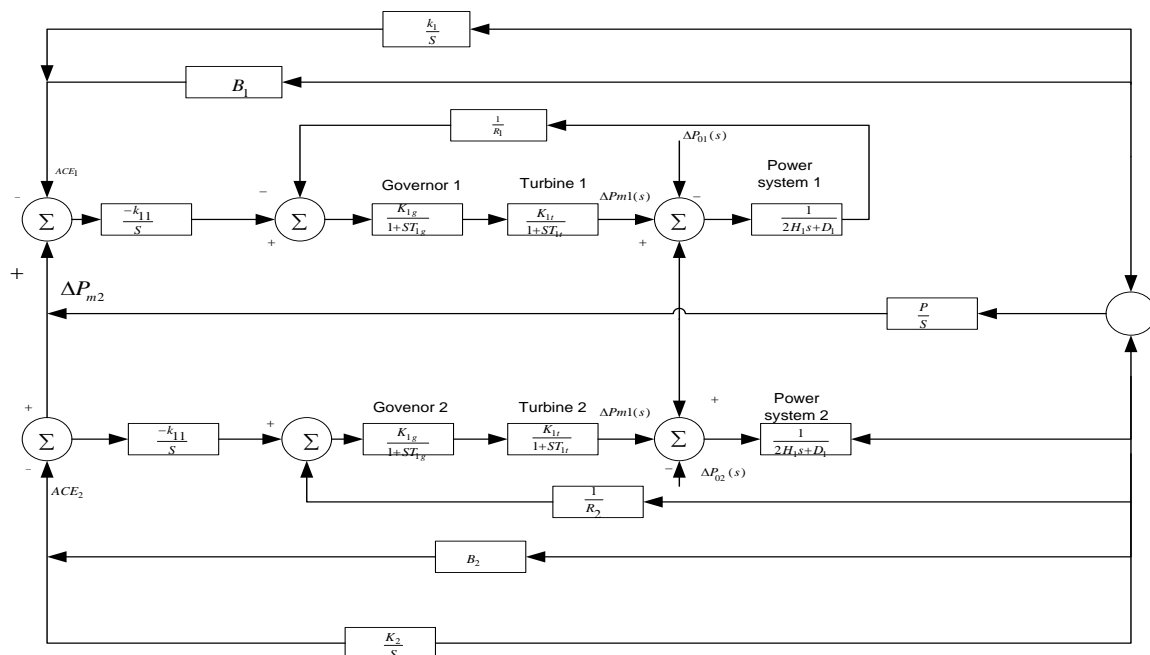 k₁
S
B₁
1
R₁
ΔP₀₁(s)
ACE₁
Governor 1
Turbine 1
Power
system 1
ΔPm1(s)
-
-
-
Σ
-k₁₁
S
Σ
K₁g
1+ST₁g
K₁t
1+ST₁t
Σ
1
2H₁s+D₁
+
+
+
ΔPₘ₂
P
S
+
+
+
Govenor 2
Turbine 2
Power
system 2
ΔPm1(s)
Σ
-k₁₁
S
Σ
K₁g
1+ST₁g
K₁t
1+ST₁t
Σ
1
2H₁s+D₁
-
-
ΔP₀₂(s)
ACE₂
1
R₂
B₂
K₂
S